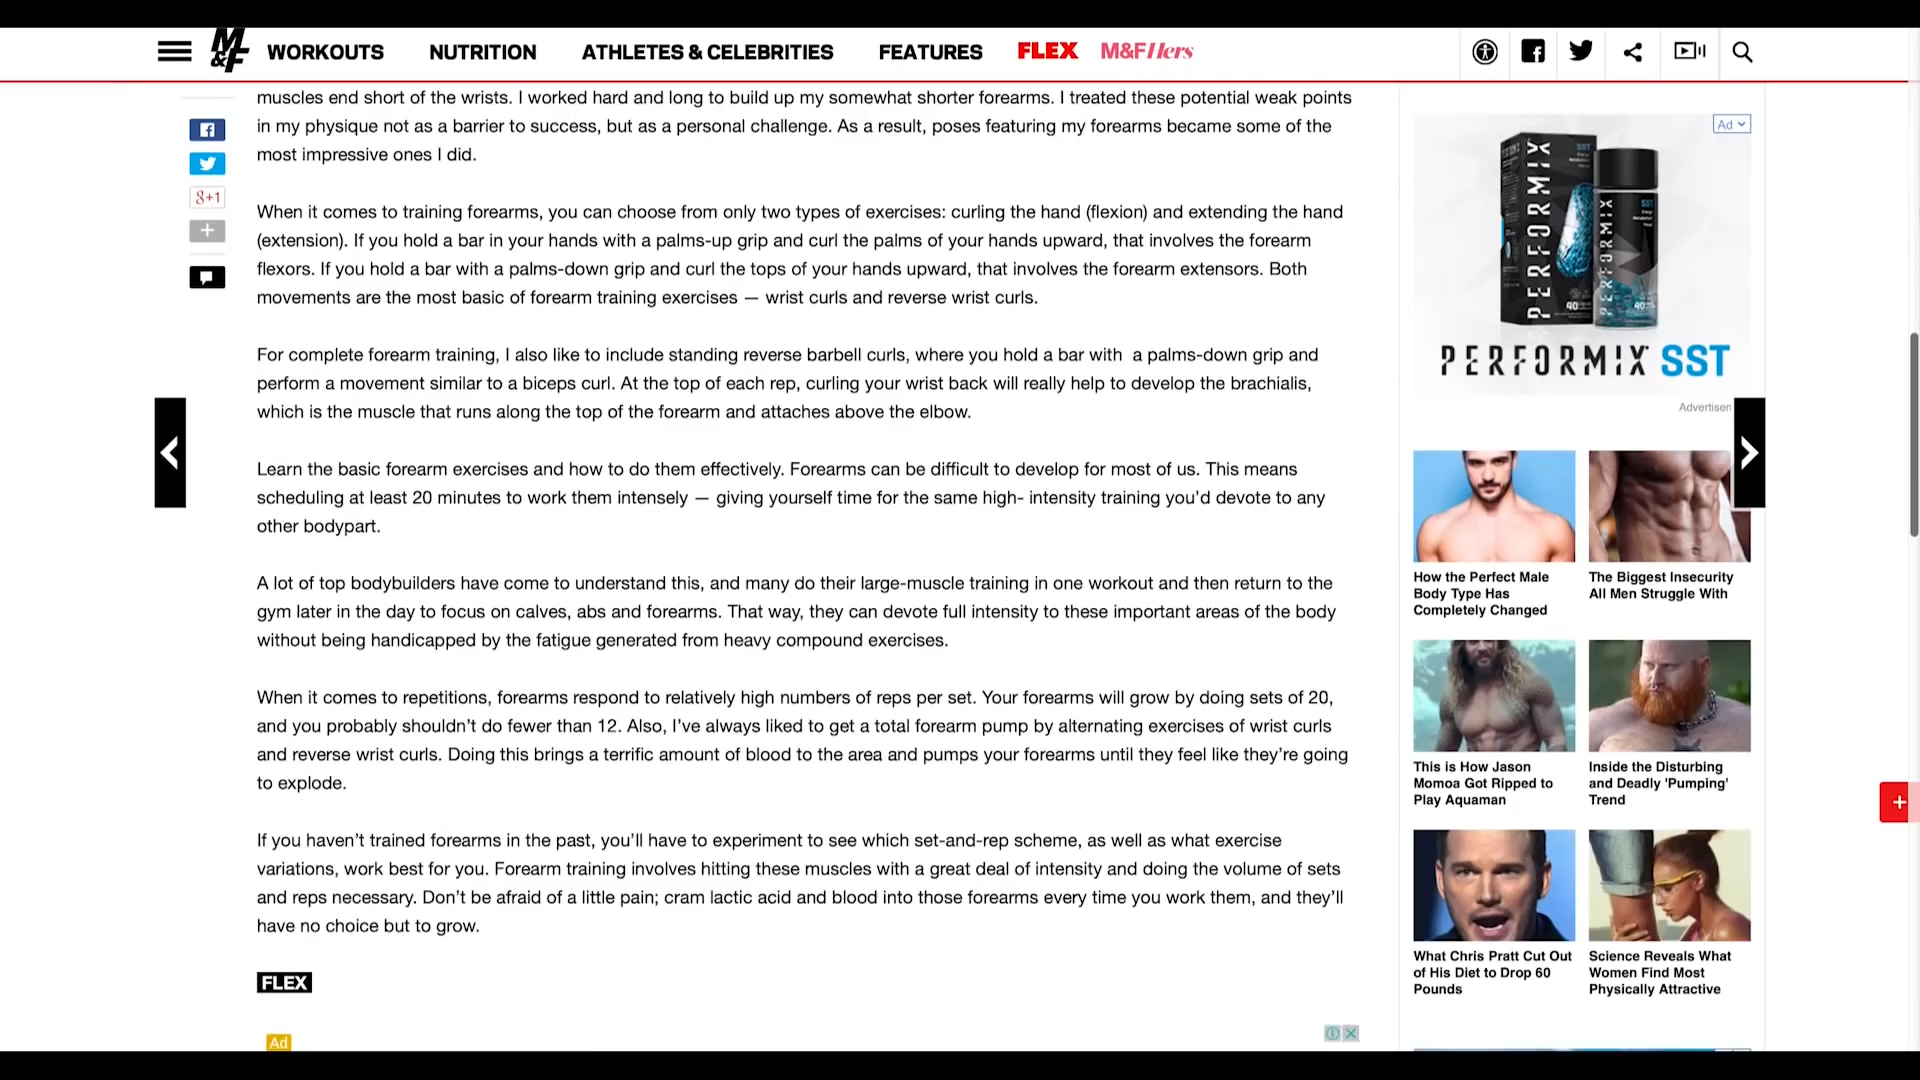 M&F
WORKOUTS
NUTRITION
ATHLETES & CELEBRITIES
FEATURES
FLEX
M&F Hers
muscles end short of the wrists. I worked hard and long to build up my somewhat shorter forearms. I treated these potential weak points
in my physique not as a barrier to success, but as a personal challenge. As a result, poses featuring my forearms became some of the
most impressive ones I did.
g+1
When it comes to training forearms, you can choose from only two types of exercises: curling the hand (flexion) and extending the hand
(extension). If you hold a bar in your hands with a palms-up grip and curl the palms of your hands upward, that involves the forearm
flexors. If you hold a bar with a palms-down grip and curl the tops of your hands upward, that involves the forearm extensors. Both
movements are the most basic of forearm training exercises — wrist curls and reverse wrist curls.
For complete forearm training, I also like to include standing reverse barbell curls, where you hold a bar with  a palms-down grip and
perform a movement similar to a biceps curl. At the top of each rep, curling your wrist back will really help to develop the brachialis,
which is the muscle that runs along the top of the forearm and attaches above the elbow.
Learn the basic forearm exercises and how to do them effectively. Forearms can be difficult to develop for most of us. This means
scheduling at least 20 minutes to work them intensely — giving yourself time for the same high- intensity training you’d devote to any
other bodypart.
A lot of top bodybuilders have come to understand this, and many do their large-muscle training in one workout and then return to the
gym later in the day to focus on calves, abs and forearms. That way, they can devote full intensity to these important areas of the body
without being handicapped by the fatigue generated from heavy compound exercises.
When it comes to repetitions, forearms respond to relatively high numbers of reps per set. Your forearms will grow by doing sets of 20,
and you probably shouldn’t do fewer than 12. Also, I’ve always liked to get a total forearm pump by alternating exercises of wrist curls
and reverse wrist curls. Doing this brings a terrific amount of blood to the area and pumps your forearms until they feel like they’re going
to explode.
If you haven’t trained forearms in the past, you’ll have to experiment to see which set-and-rep scheme, as well as what exercise
variations, work best for you. Forearm training involves hitting these muscles with a great deal of intensity and doing the volume of sets
and reps necessary. Don’t be afraid of a little pain; cram lactic acid and blood into those forearms every time you work them, and they’ll
have no choice but to grow.
FLEX
Ad
Ad
PERFORMIX
SST
40
PERFORMIX
SST
40
PERFORMIX SST
Advertisen
How the Perfect Male
Body Type Has
Completely Changed
The Biggest Insecurity
All Men Struggle With
This is How Jason
Momoa Got Ripped to
Play Aquaman
Inside the Disturbing
and Deadly 'Pumping'
Trend
What Chris Pratt Cut Out
of His Diet to Drop 60
Pounds
Science Reveals What
Women Find Most
Physically Attractive